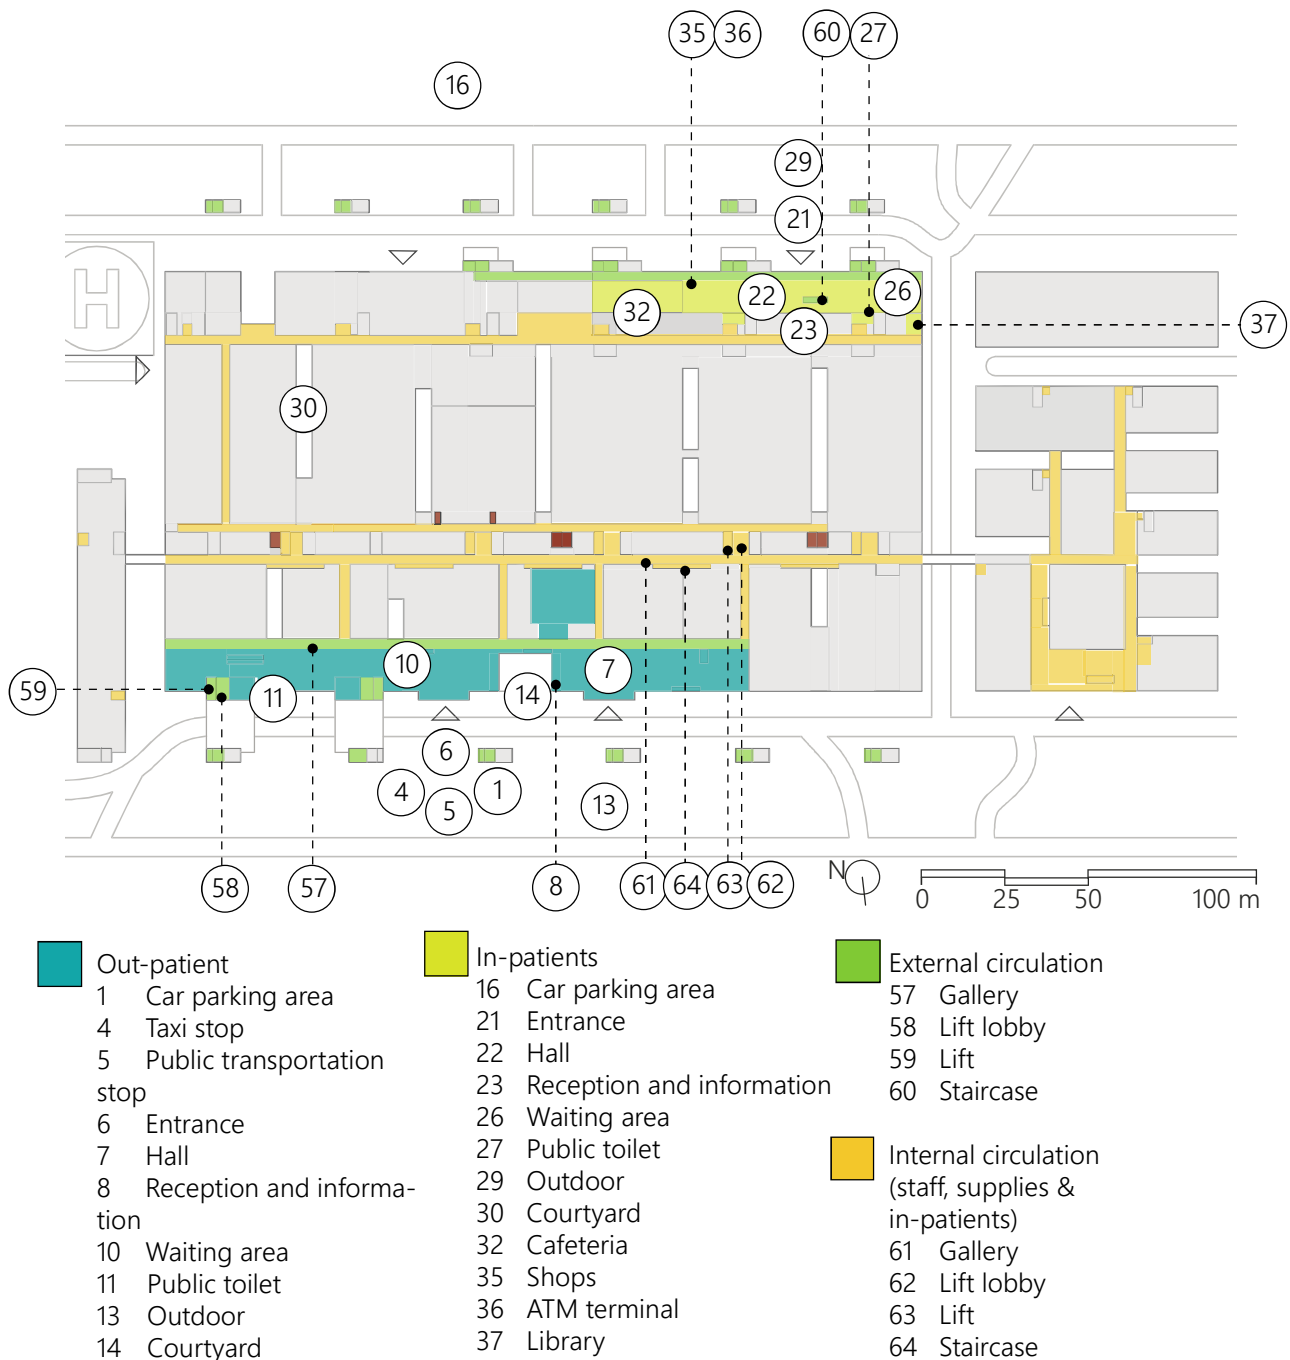 35 36 60 27
16
29
21
H
22 26
32 23
37
30
10 7
59 11 14
6
4 1
5 13
58 57 8 61 64 63 62
N
0 25 50 100 m
Out-patient
1 Car parking area
4 Taxi stop
5 Public transportation
stop
6 Entrance
7 Hall
8 Reception and informa-
tion
10 Waiting area
11 Public toilet
13 Outdoor
14 Courtyard
In-patients
16 Car parking area
21 Entrance
22 Hall
23 Reception and information
26 Waiting area
27 Public toilet
29 Outdoor
30 Courtyard
32 Cafeteria
35 Shops
36 ATM terminal
37 Library
External circulation
57 Gallery
58 Lift lobby
59 Lift
60 Staircase
Internal circulation
(staff, supplies &
in-patients)
61 Gallery
62 Lift lobby
63 Lift
64 Staircase